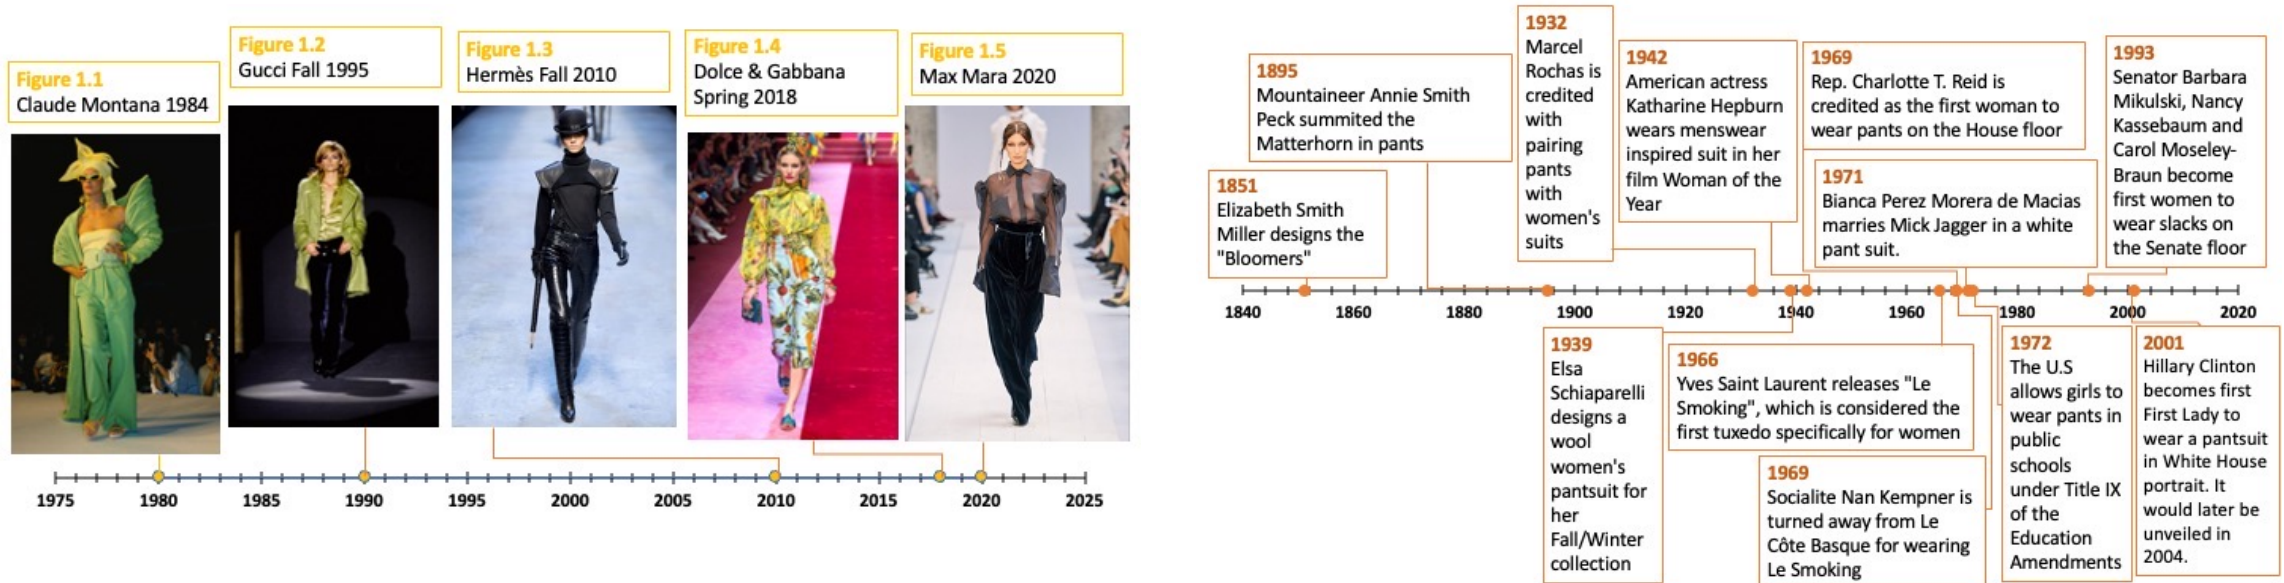 Figure 1.1
Claude Montana 1984
Figure 1.2
Gucci Fall 1995
Figure 1.3
Hermès Fall 2010
Figure 1.4
Dolce & Gabbana
Spring 2018
Figure 1.5
Max Mara 2020
1975 1980 1985 1990 1995 2000 2005 2010 2015 2020 2025
1851
Elizabeth Smith
Miller designs the
"Bloomers"
1895
Mountaineer Annie Smith
Peck summited the
Matterhorn in pants
1932
Marcel
Rochas is
credited
with
pairing
pants
with
women's
suits
1942
American actress
Katharine Hepburn
wears menswear
inspired suit in her
film Woman of the
Year
1969
Rep. Charlotte T. Reid is
credited as the first woman to
wear pants on the House floor
1971
Bianca Perez Morera de Macias
marries Mick Jagger in a white
pant suit.
1993
Senator Barbara
Mikulski, Nancy
Kassebaum and
Carol Moseley-
Braun become
first women to
wear slacks on
the Senate floor
1840 1860 1880 1900 1920 1940 1960 1980 2000 2020
1939
Elsa
Schiaparelli
designs a
wool
women's
pantsuit for
her
Fall/Winter
collection
1966
Yves Saint Laurent releases "Le
Smoking", which is considered the
first tuxedo specifically for women
1969
Socialite Nan Kempner is
turned away from Le
Côte Basque for wearing
Le Smoking
1972
The U.S
allows girls to
wear pants in
public
schools
under Title IX
of the
Education
Amendments
2001
Hillary Clinton
becomes first
First Lady to
wear a pantsuit
in White House
portrait. It
would later be
unveiled in
2004.